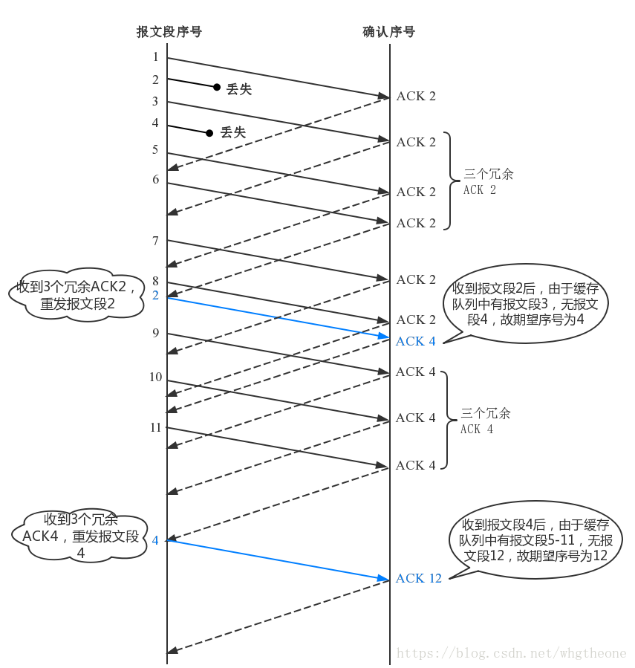 报文段序号
确认序号
1
2
丢失
3
ACK 2
4
丢失
ACK 2
5
三个冗余
ACK 2
6
ACK 2
ACK 2
7
收到3个冗余ACK2，
重发报文段2
8
2
ACK 2
收到报文段2后，由于缓存
队列中有报文段3，无报文
段4，故期望序号为4
ACK 2
ACK 4
9
ACK 4
10
三个冗余
ACK 4
ACK 4
11
ACK 4
收到3个冗余
ACK4，重发报文段
4
4
收到报文段4后，由于缓存
队列中有报文段5-11，无报
文段12，故期望序号为12
ACK 12
https://blog.csdn.net/whgtheone